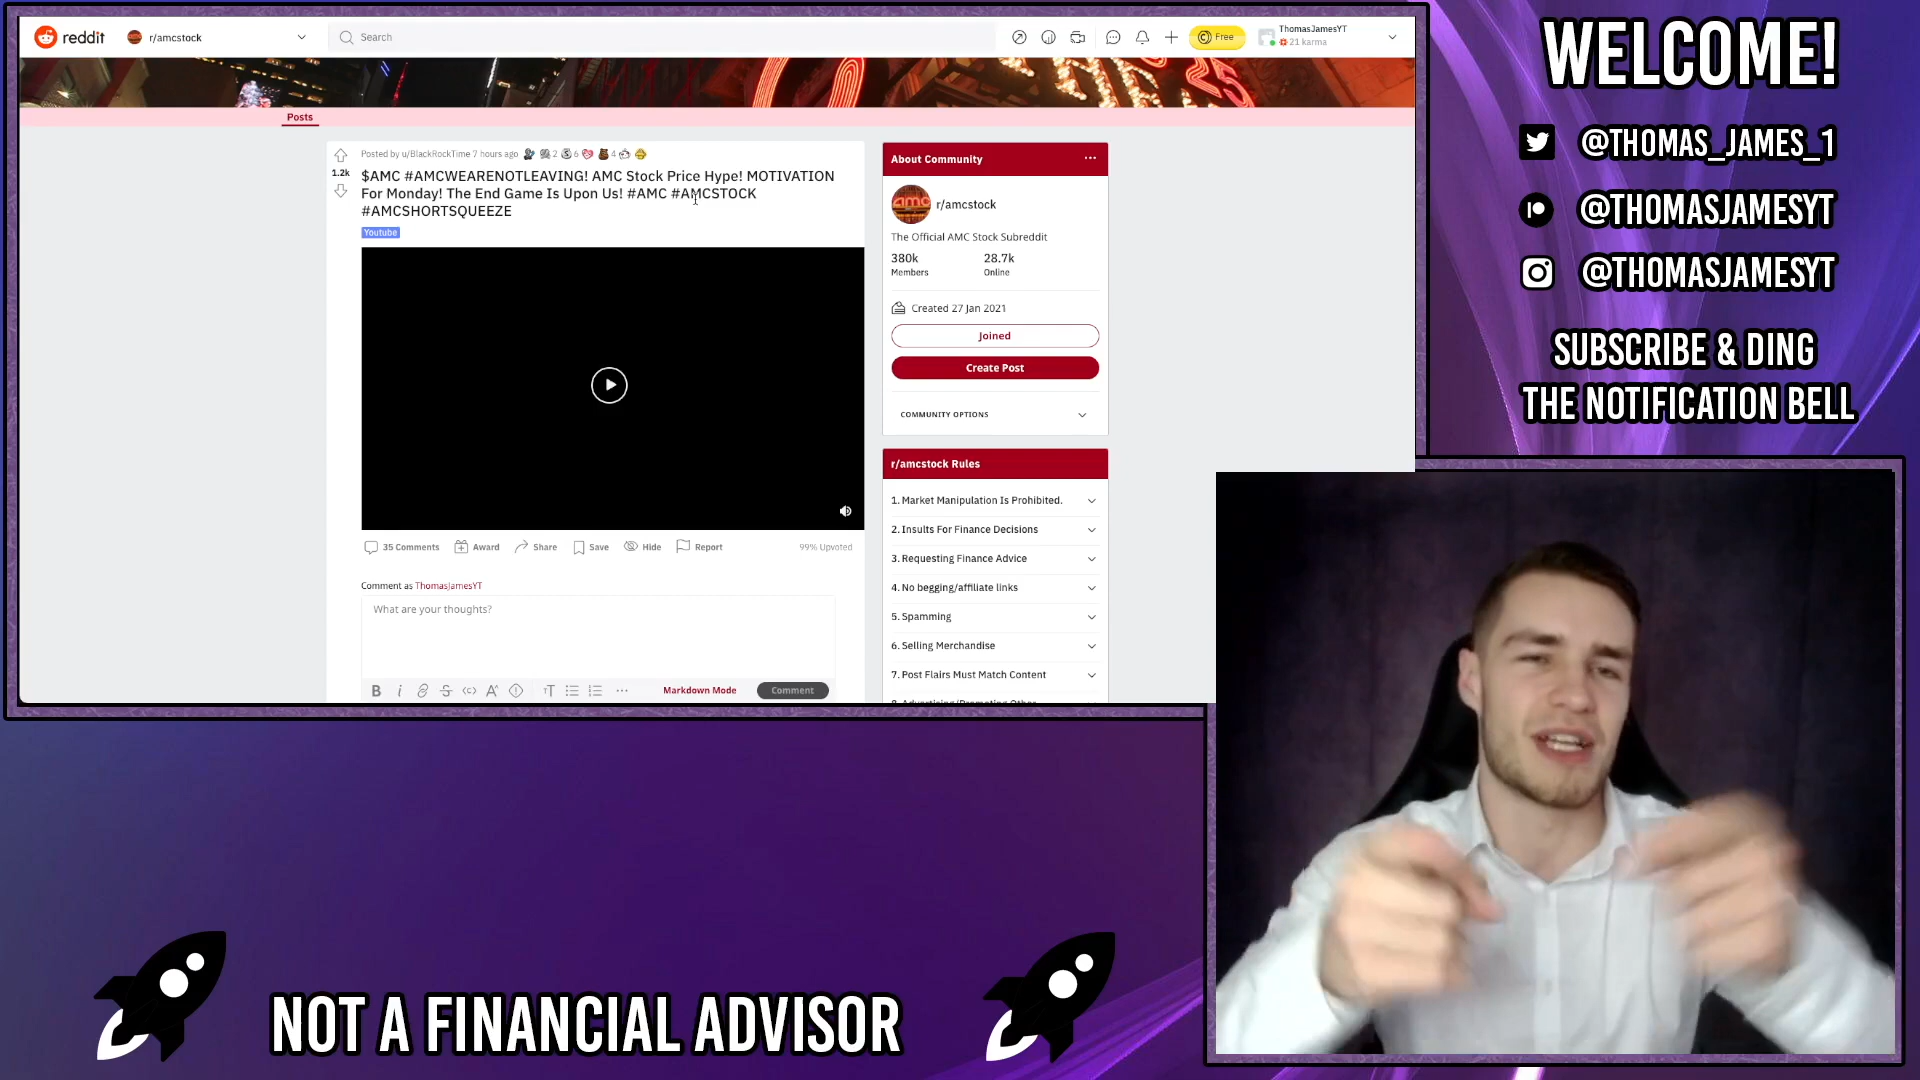 reddit
r/amcstock
Search
Free
ThomasJamesYT
21 karma
Posts
Posted by u/BlackRockTime 7 hours ago 2 6 4
1.2k
$AMC #AMCWEARENOTLEAVING! AMC Stock Price Hype! MOTIVATION
For Monday! The End Game Is Upon Us! #AMC #AMCSTOCK
#AMCSHORTSQUEEZE
Youtube
35 Comments
Award
Share
Save
Hide
Report
99% Upvoted
Comment as ThomasJamesYT
What are your thoughts?
Markdown Mode
Comment
About Community
amc
r/amcstock
The Official AMC Stock Subreddit
380k 28.7k
Members Online
Created 27 Jan 2021
Joined
Create Post
COMMUNITY OPTIONS
r/amcstock Rules
1. Market Manipulation Is Prohibited.
2. Insults For Finance Decisions
3. Requesting Finance Advice
4. No begging/affiliate links
5. Spamming
6. Selling Merchandise
7. Post Flairs Must Match Content
WELCOME!
@THOMAS_JAMES_1
@THOMASJAMESYT
@THOMASJAMESYT
SUBSCRIBE & DING
THE NOTIFICATION BELL
NOT A FINANCIAL ADVISOR